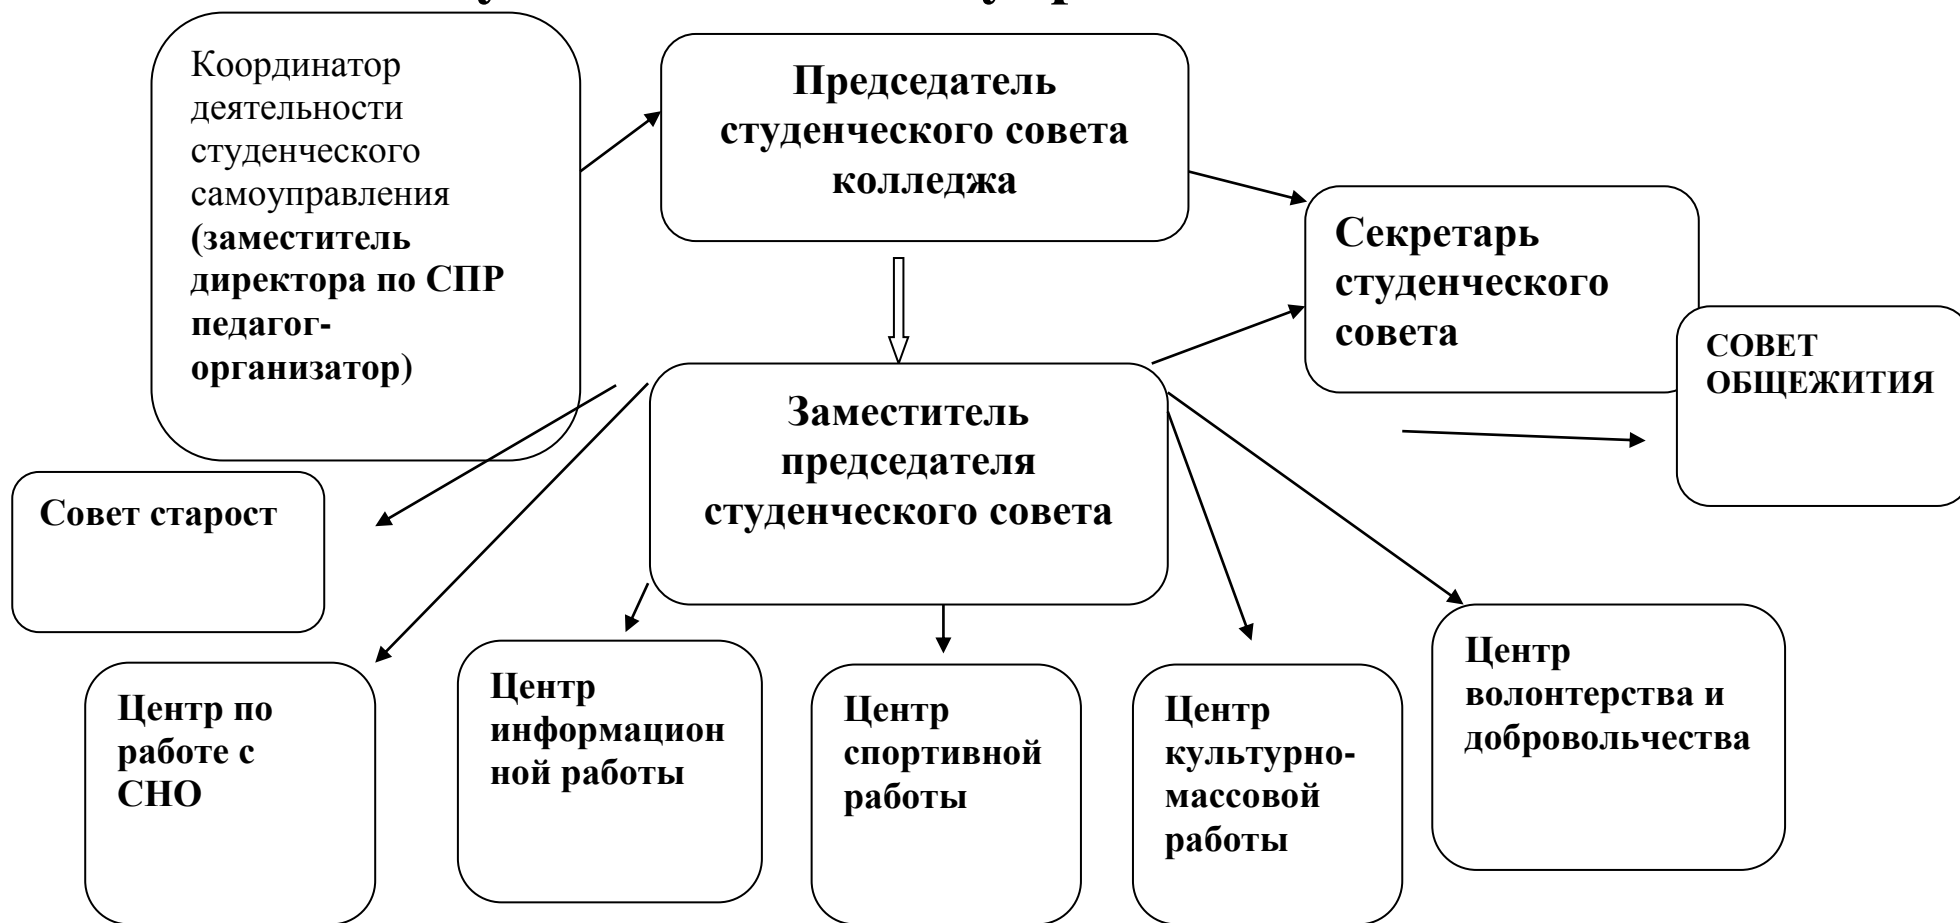 Координатор
деятельности
студенческого
самоуправления
(заместитель
директора по СПР
педагог-
организатор)
Председатель
студенческого совета
колледжа
Секретарь
студенческого
совета
СОВЕТ
ОБЩЕЖИТИЯ
Заместитель
председателя
студенческого совета
Совет старост
Центр по
работе с
СНО
Центр
информацион
ной работы
Центр
спортивной
работы
Центр
культурно-
массовой
работы
Центр
волонтерства и
добровольчества